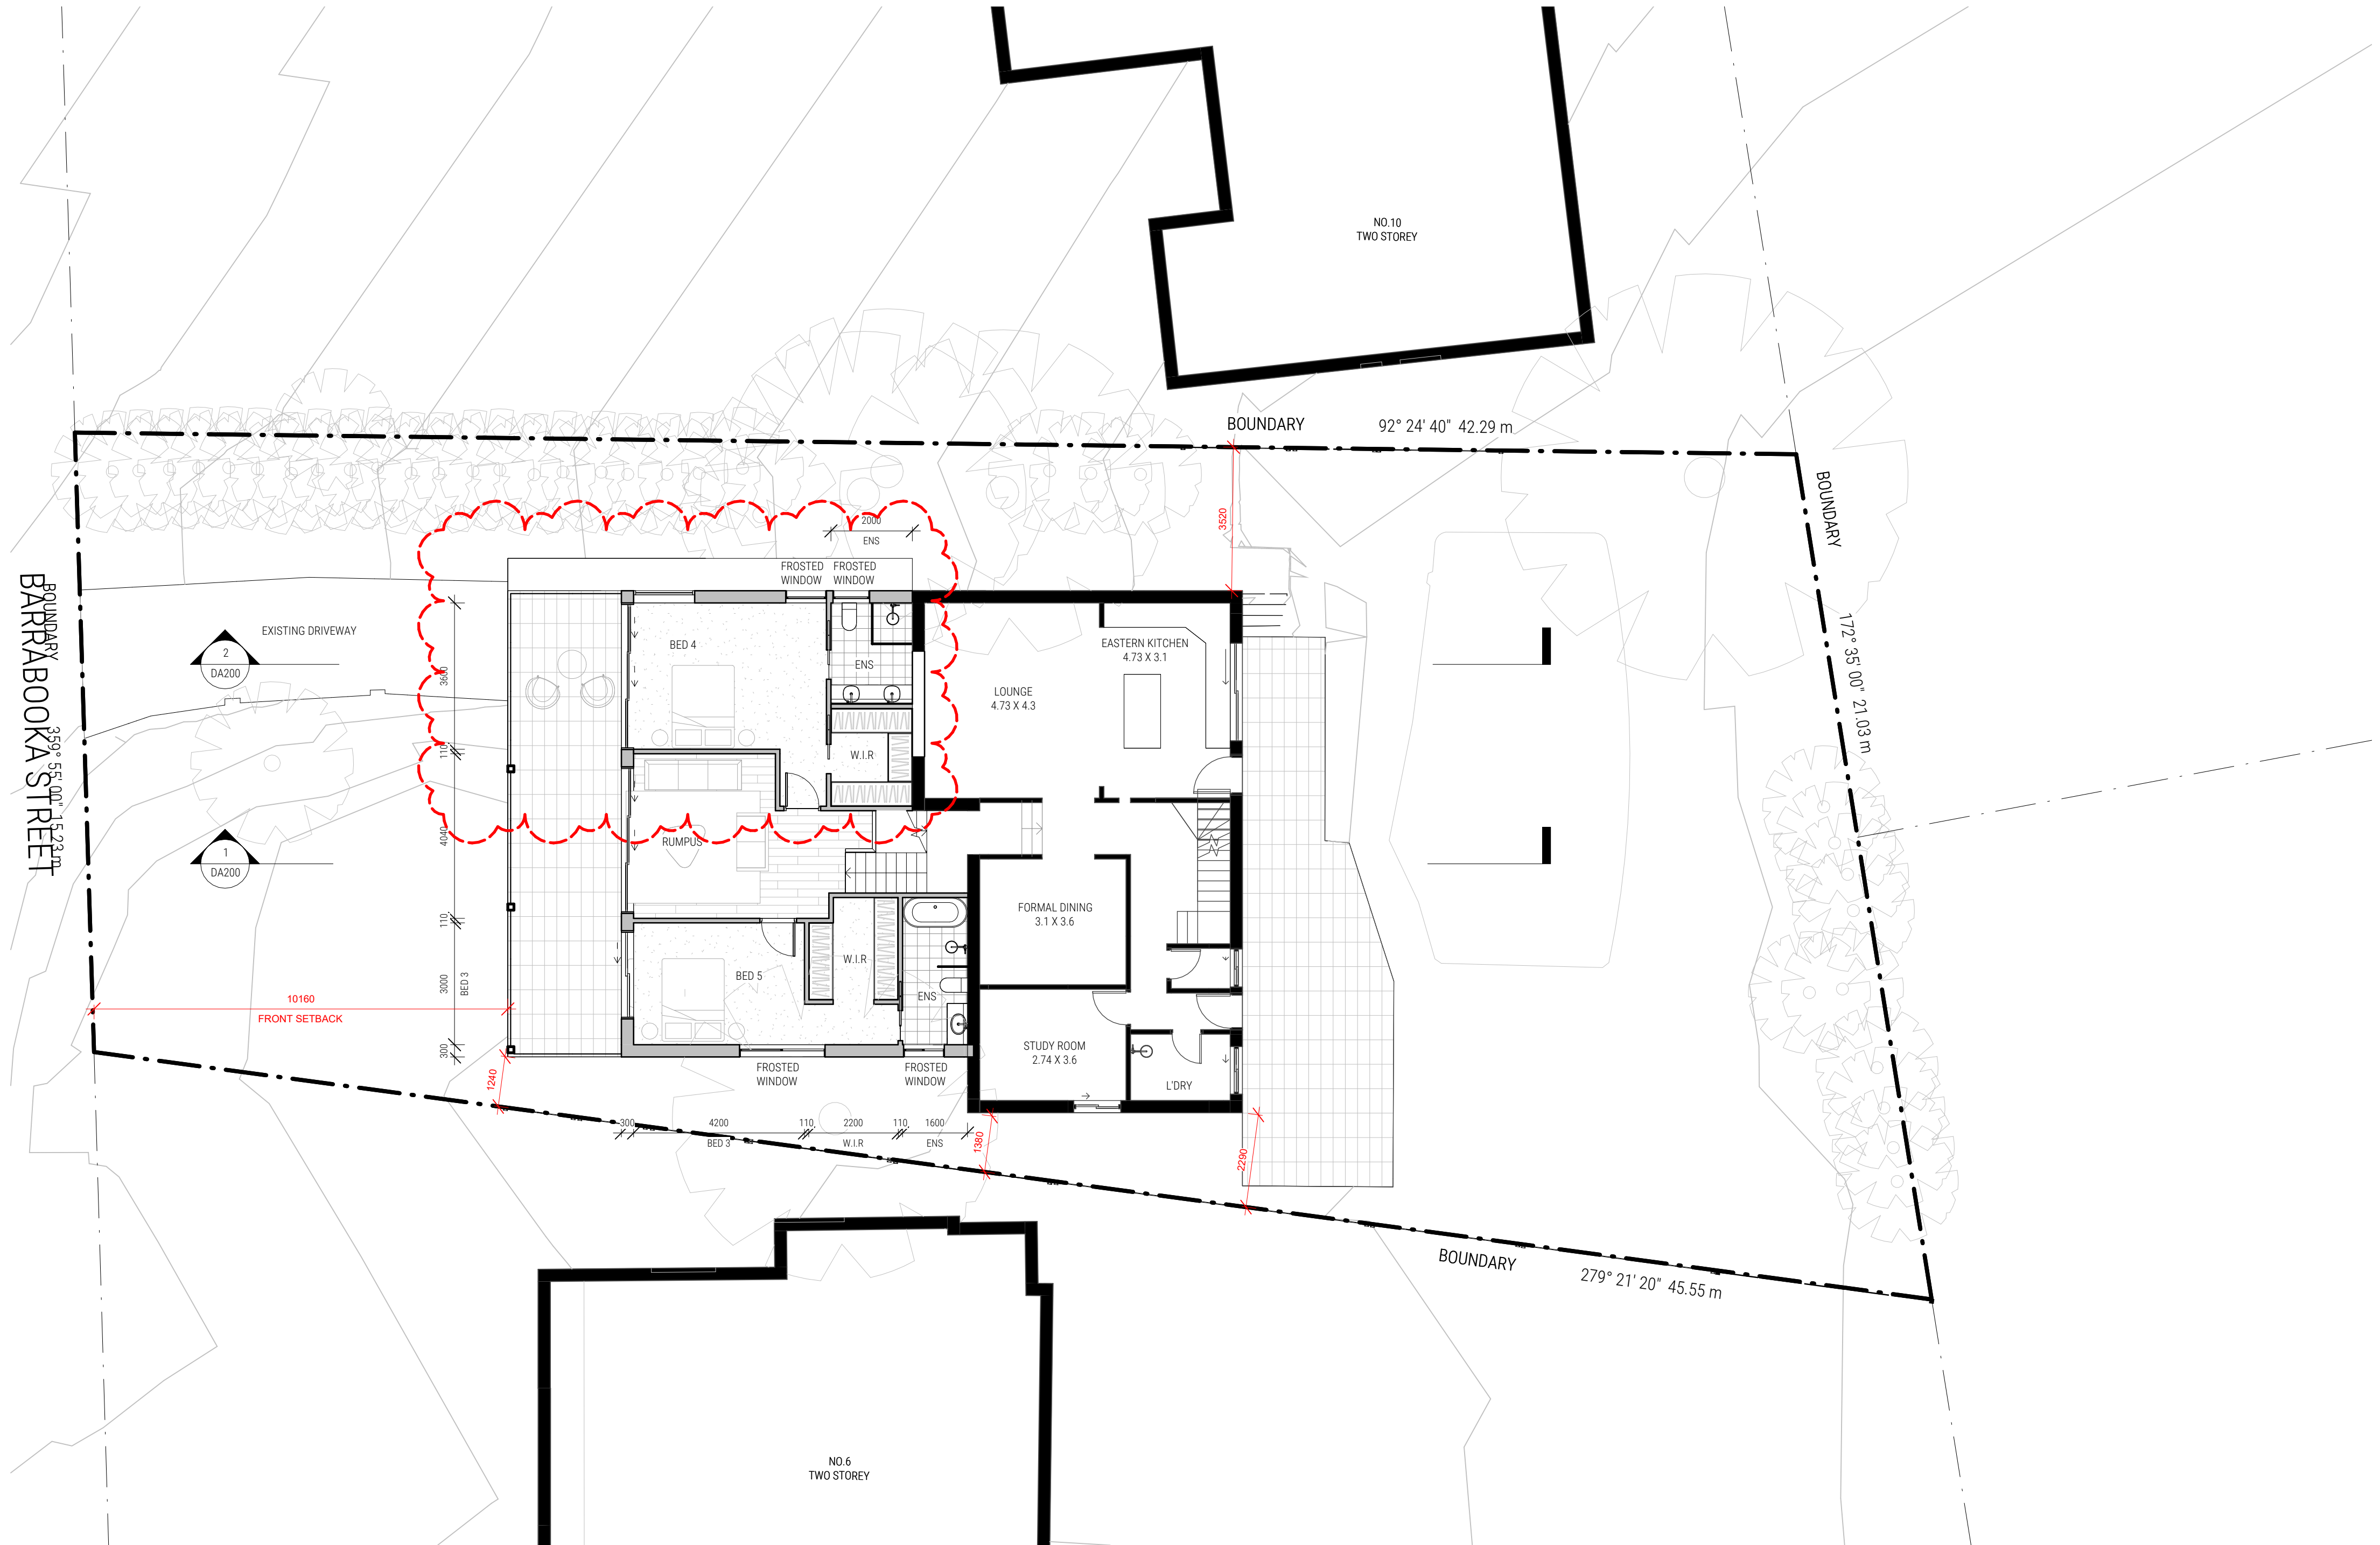 NO.10
TWO STOREY
BOUNDARY
92° 24' 40" 42.29 m
BOUNDARY
172° 35' 00" 21.03 m
3520
2000
ENS
FROSTED
WINDOW
FROSTED
WINDOW
BARRABOOKA STREET
BOUNDARY
359° 55' 00" 15.23 m
2
DA200
EXISTING DRIVEWAY
1
DA200
3600
110
4040
110
3000
BED 3
300
BED 4
ENS
W.I.R
LOUNGE
4.73 X 4.3
EASTERN KITCHEN
4.73 X 3.1
RUMPUS
FORMAL DINING
3.1 X 3.6
BED 5
W.I.R
ENS
STUDY ROOM
2.74 X 3.6
L'DRY
10160
FRONT SETBACK
1240
FROSTED
WINDOW
FROSTED
WINDOW
300
4200
110
2200
110
1600
BED 3
W.I.R
ENS
1380
2290
BOUNDARY
279° 21' 20" 45.55 m
NO.6
TWO STOREY